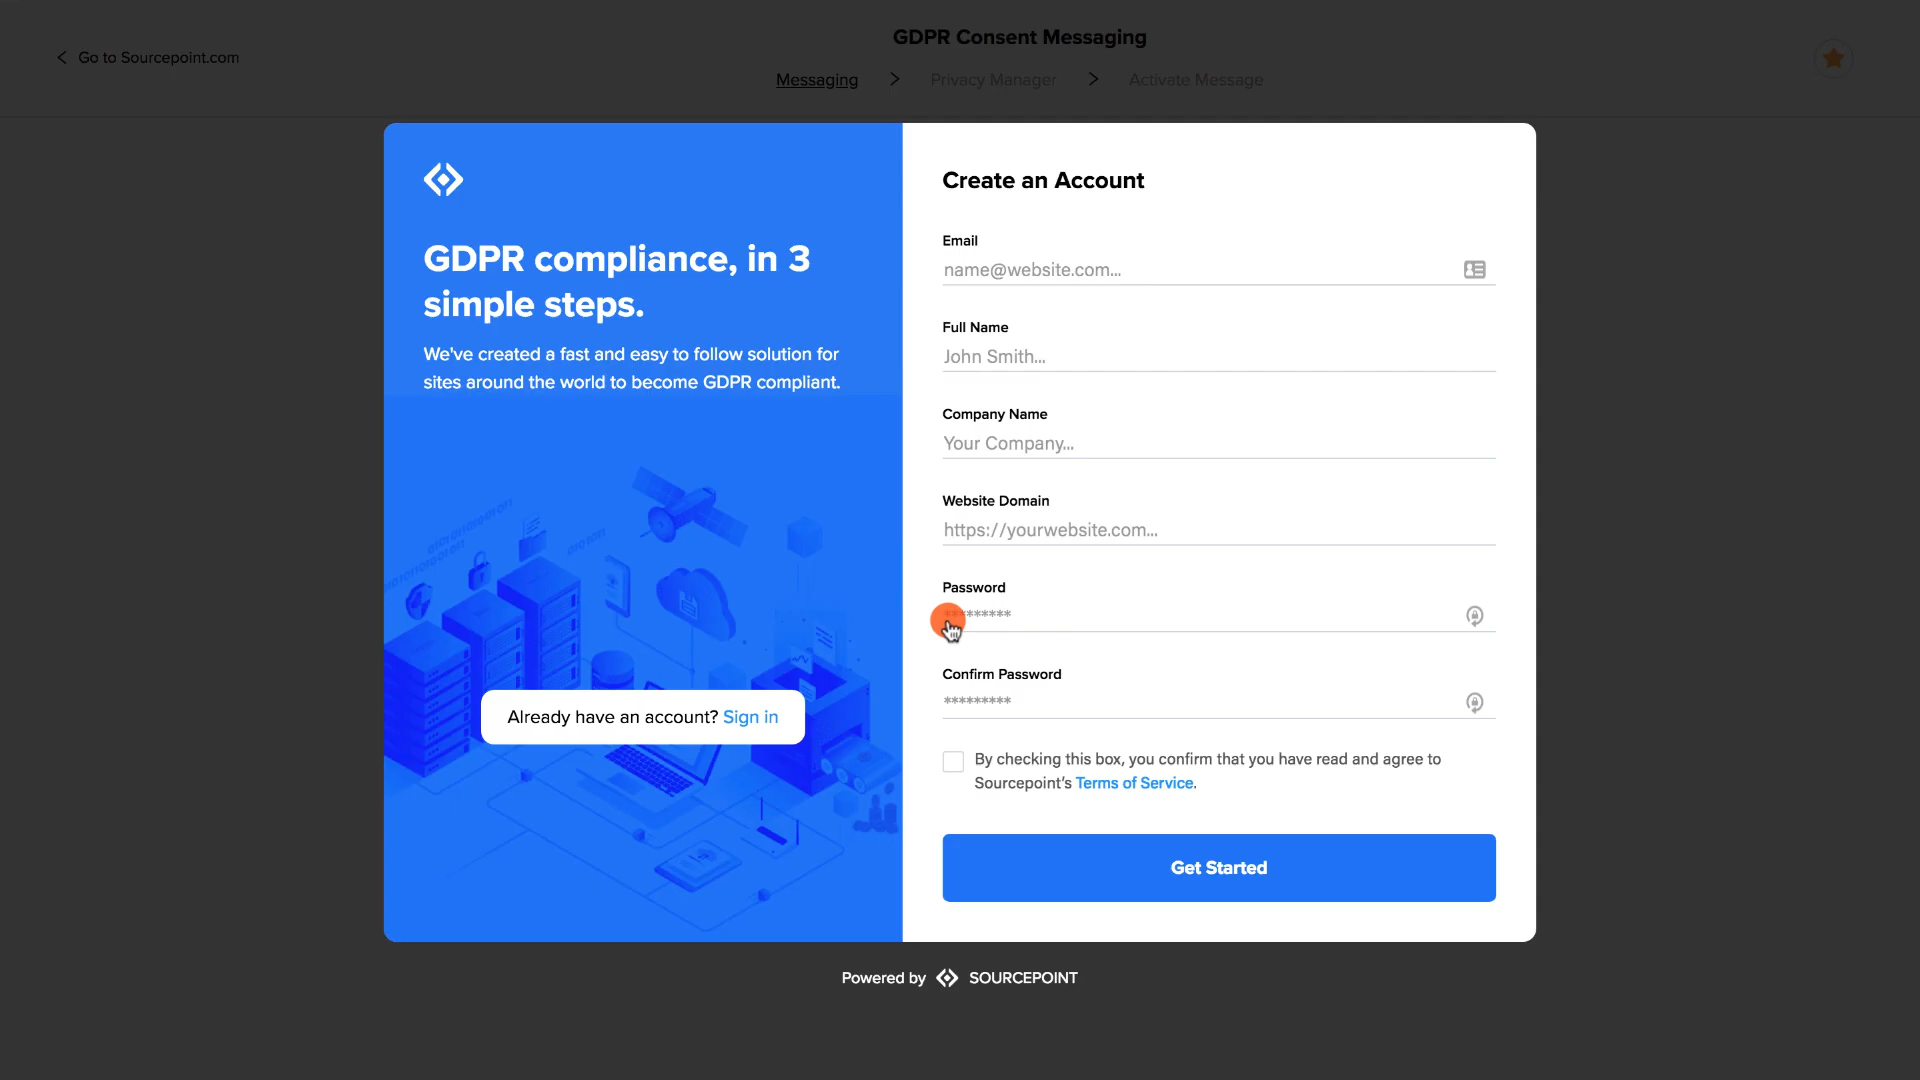 Go to Sourcepoint.com
GDPR Consent Messaging
Messaging
Privacy Manager
Activate Message
GDPR compliance, in 3
simple steps.
We've created a fast and easy to follow solution for
sites around the world to become GDPR compliant.
Already have an account? Sign in
Create an Account
Email
name@website.com...
Full Name
John Smith...
Company Name
Your Company...
Website Domain
https://yourwebsite.com...
Password
*********
Confirm Password
*********
By checking this box, you confirm that you have read and agree to
Sourcepoint's Terms of Service.
Get Started
Powered by SOURCEPOINT